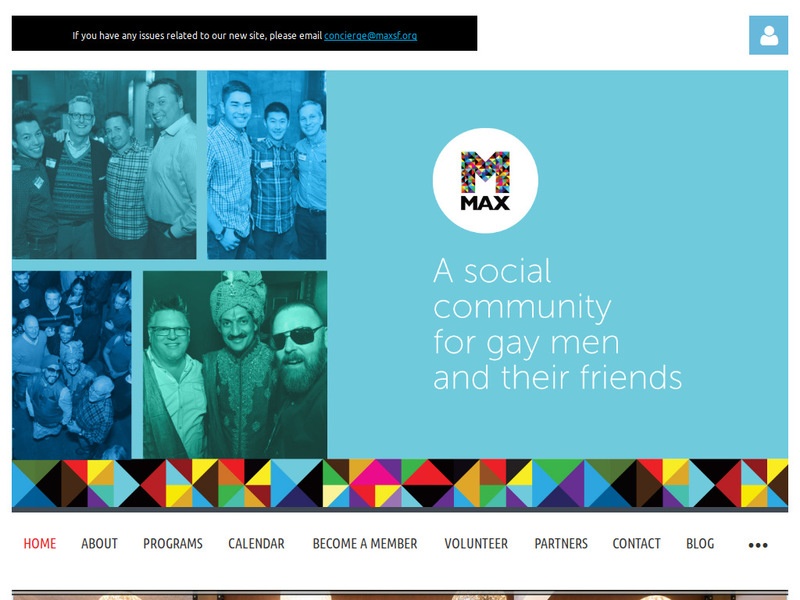 If you have any issues related to our new site, please email concierge@maxsf.org
M
MAX
A social
community
for gay men
and their friends
HOME ABOUT PROGRAMS CALENDAR BECOME A MEMBER VOLUNTEER PARTNERS CONTACT BLOG •••